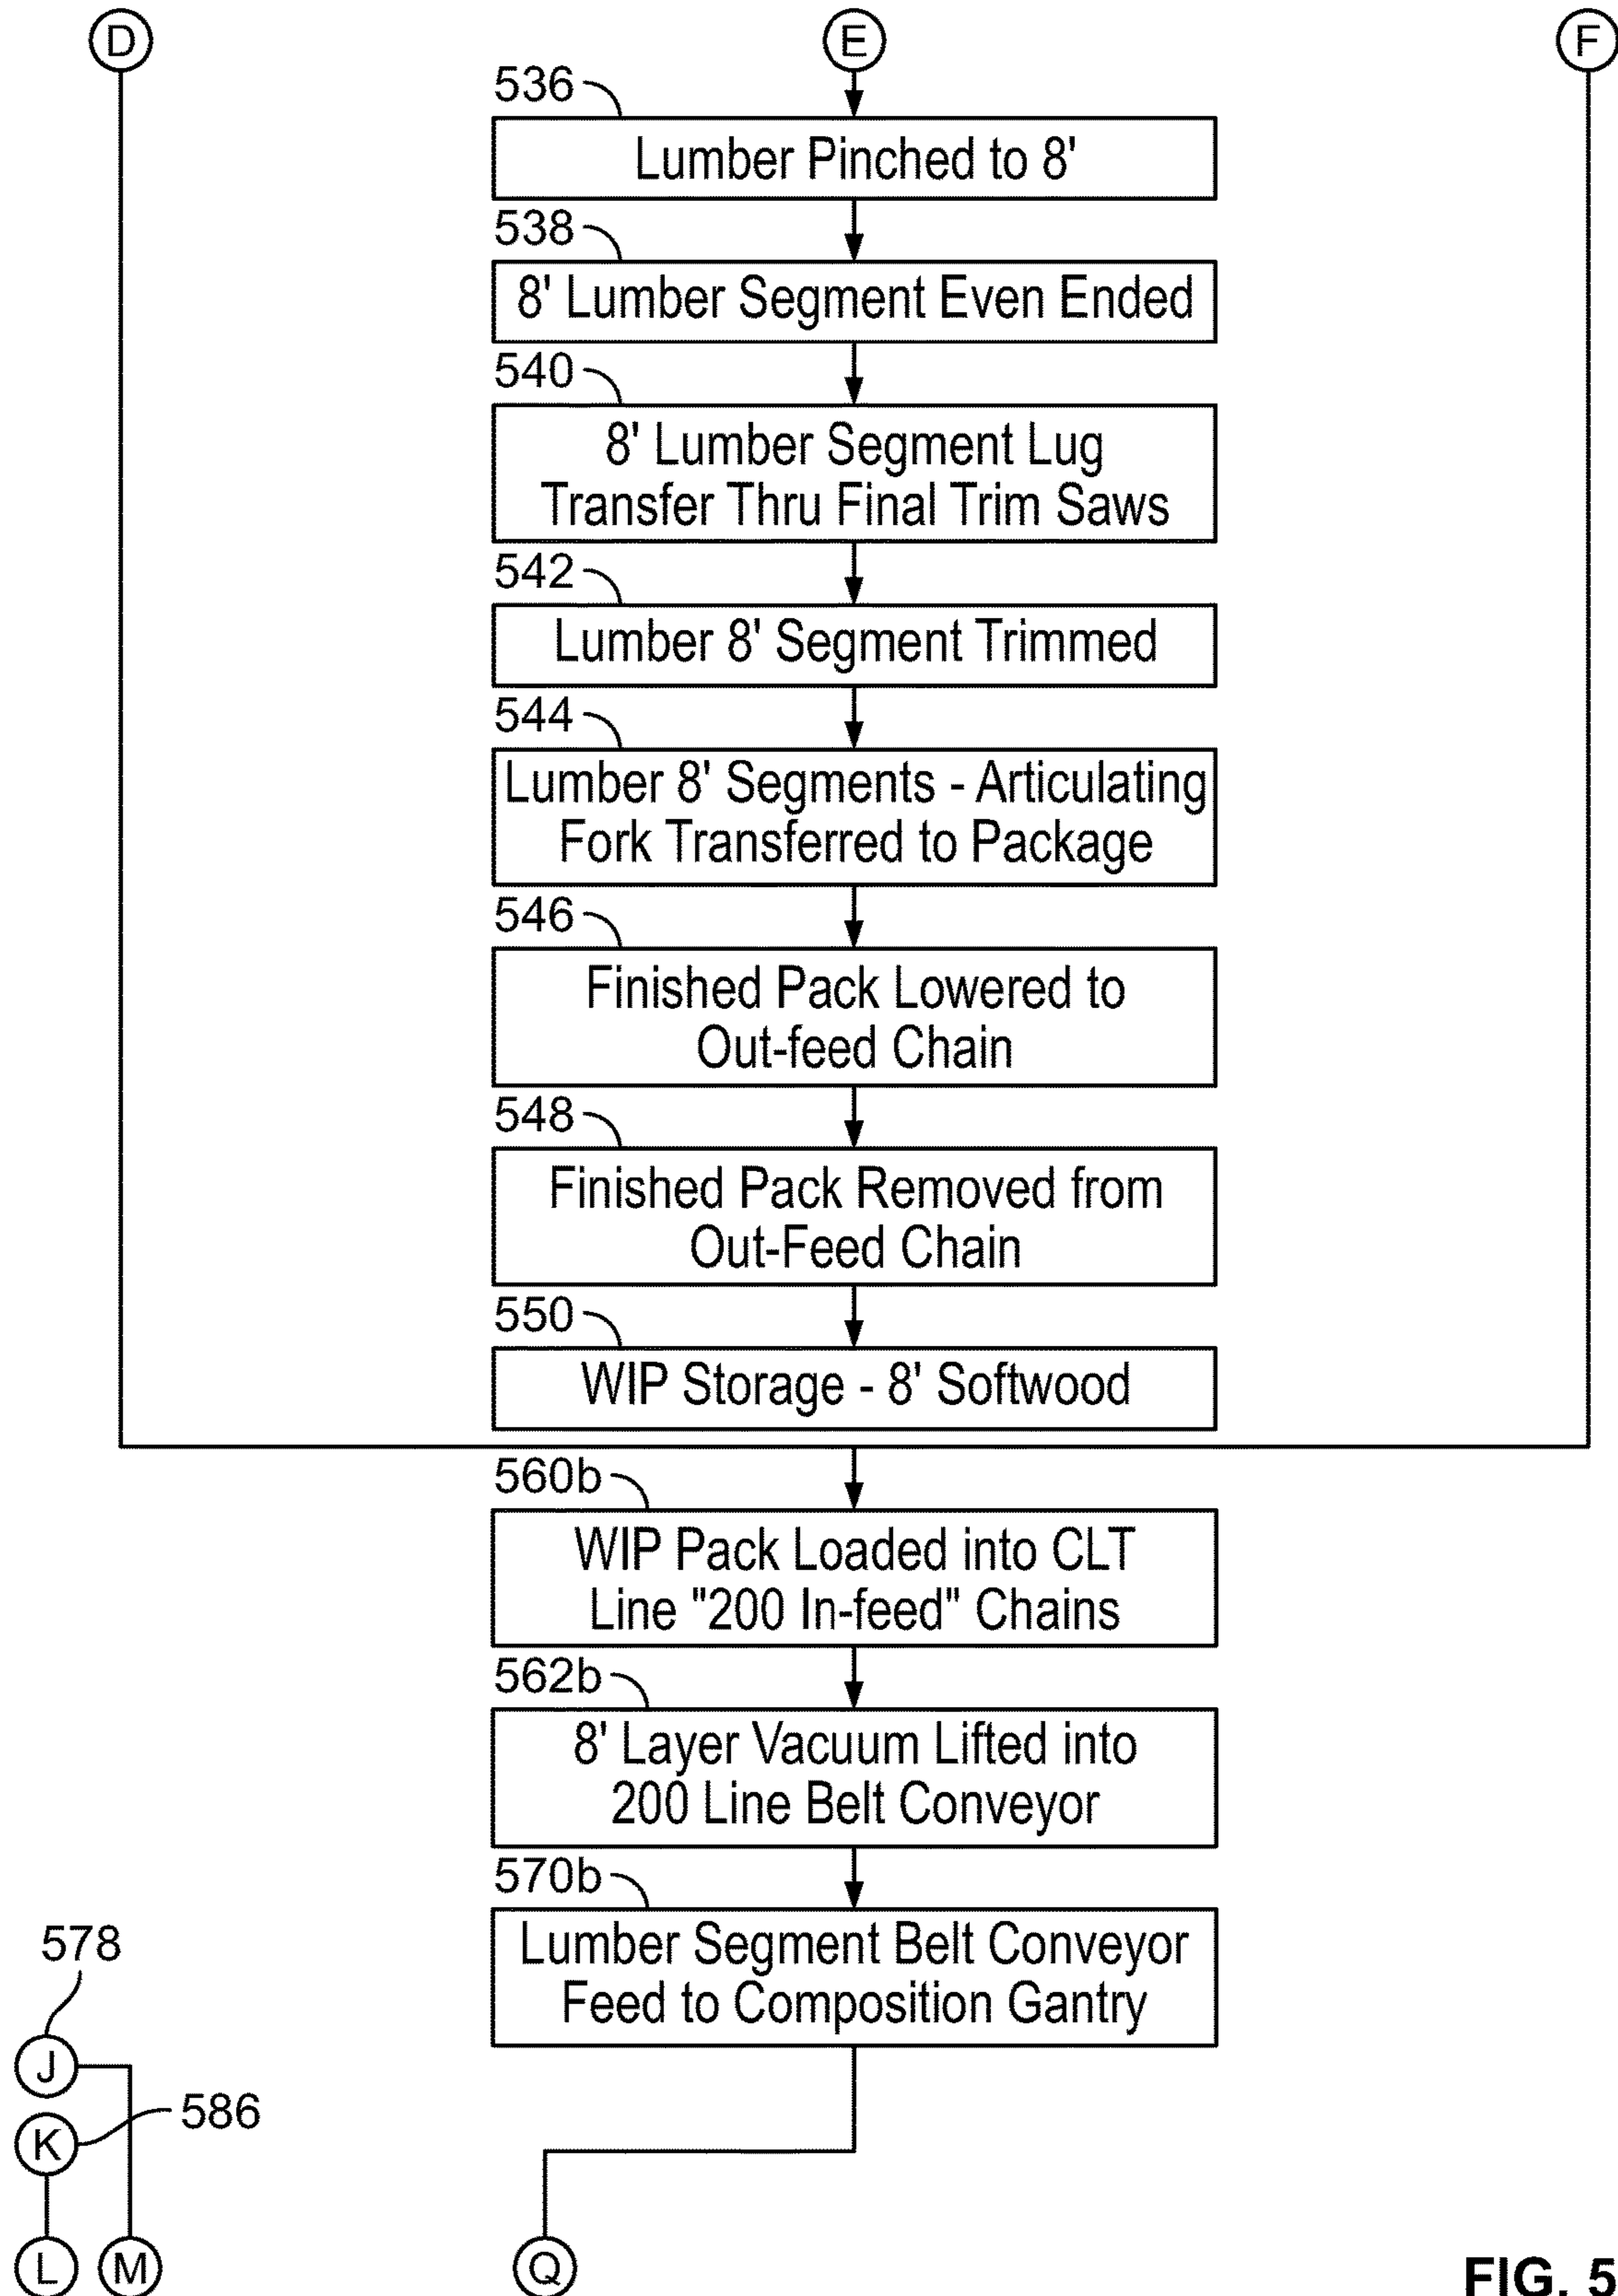 D
E
F
536
Lumber Pinched to 8'
538
8' Lumber Segment Even Ended
540
8' Lumber Segment Lug
Transfer Thru Final Trim Saws
542
Lumber 8' Segment Trimmed
544
Lumber 8' Segments - Articulating
Fork Transferred to Package
546
Finished Pack Lowered to
Out-feed Chain
548
Finished Pack Removed from
Out-Feed Chain
550
WIP Storage - 8' Softwood
560b
WIP Pack Loaded into CLT
Line "200 In-feed" Chains
562b
8' Layer Vacuum Lifted into
200 Line Belt Conveyor
570b
Lumber Segment Belt Conveyor
Feed to Composition Gantry
578
J
586
K
L
M
Q
FIG. 5